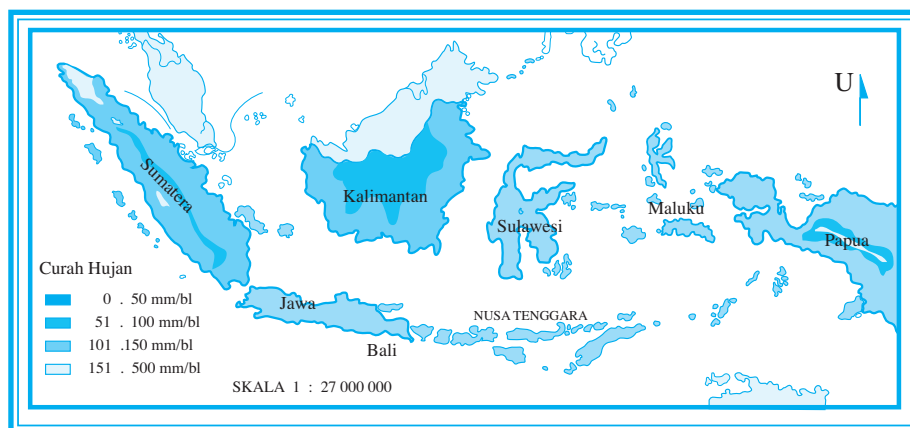 U
Sumatera
Kalimantan
Sulawesi
Maluku
Papua
Curah Hujan
0 . 50 mm/bl
51 . 100 mm/bl
101 .150 mm/bl
151 . 500 mm/bl
Jawa
NUSA TENGGARA
Bali
SKALA 1 : 27 000 000